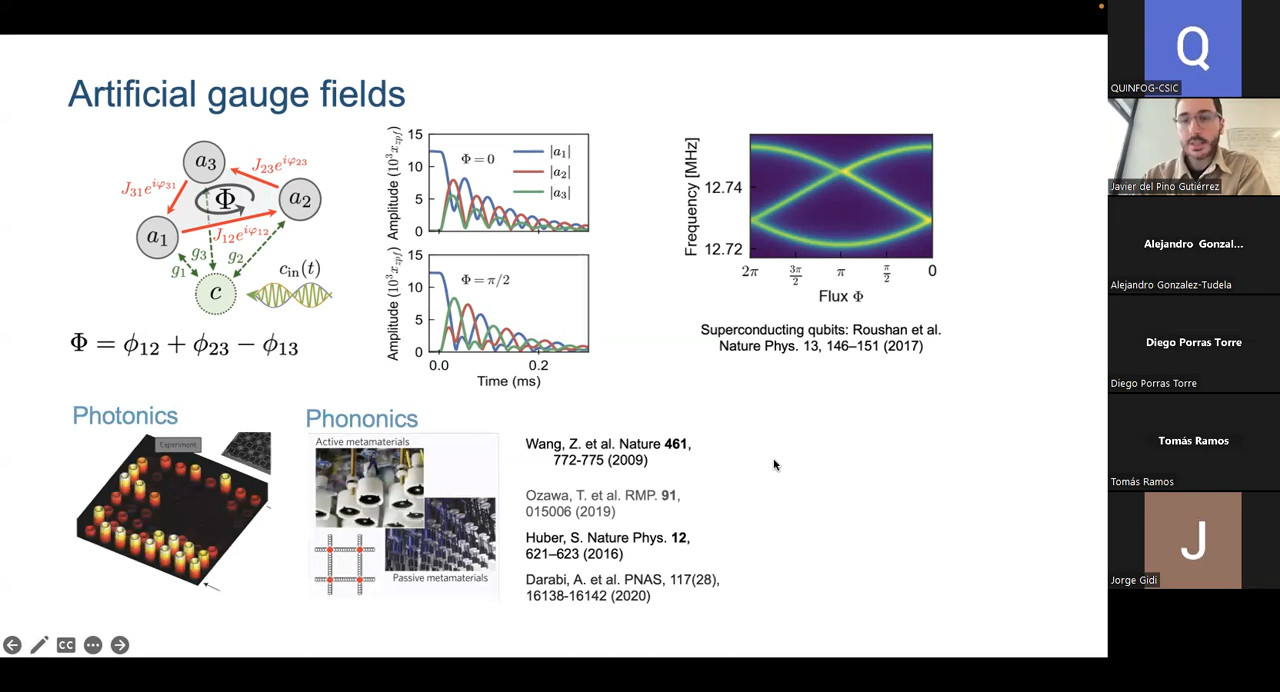 Artificial gauge fields
a₃
J₂₃e^{iφ₂₃}
J₃₁e^{iφ₃₁}
Φ
a₂
a₁
J₁₂e^{iφ₁₂}
g₁
g₃
g₂
c_in(t)
c
Φ = ϕ₁₂ + ϕ₂₃ − ϕ₁₃
Amplitude (10³x_zpf)
15
10
5
0
Φ = 0
|a₁|
|a₂|
|a₃|
Amplitude (10³x_zpf)
15
10
5
0
Φ = π/2
0.0
0.2
Time (ms)
Frequency [MHz]
12.74
12.72
2π
3π/2
π
π/2
0
Flux Φ
Superconducting qubits: Roushan et al.
Nature Phys. 13, 146–151 (2017)
Photonics
Experiment
Phononics
Active metamaterials
Passive metamaterials
Wang, Z. et al. Nature 461,
772-775 (2009)
Ozawa, T. et al. RMP. 91,
015006 (2019)
Huber, S. Nature Phys. 12,
621–623 (2016)
Darabi, A. et al. PNAS, 117(28),
16138-16142 (2020)
CC
Q
QUINFOG-CSIC
Javier del Pino Gutiérrez
Alejandro Gonzal...
Alejandro Gonzalez-Tudela
Diego Porras Torre
Diego Porras Torre
Tomás Ramos
Tomás Ramos
J
Jorge Gidi